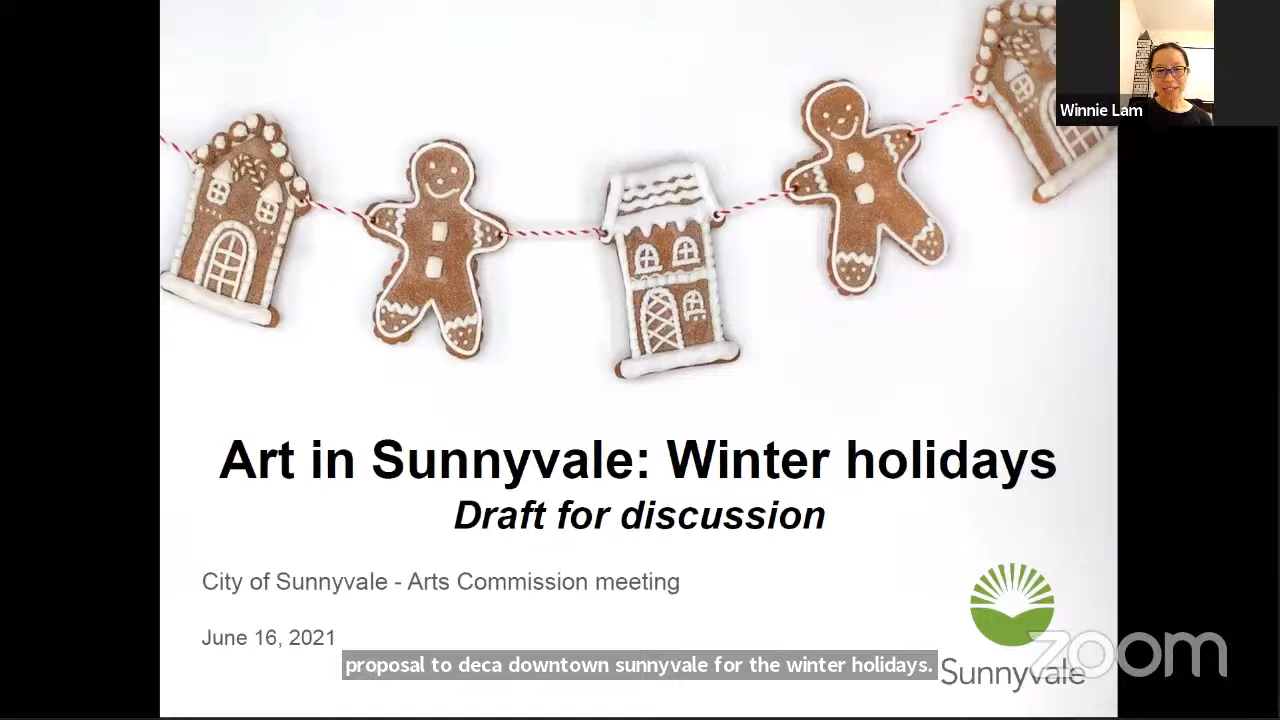 Winnie Lam
Art in Sunnyvale: Winter holidays
Draft for discussion
City of Sunnyvale - Arts Commission meeting
June 16, 2021
proposal to deca downtown sunnyvale for the winter holidays.
zoom
Sunnyvale